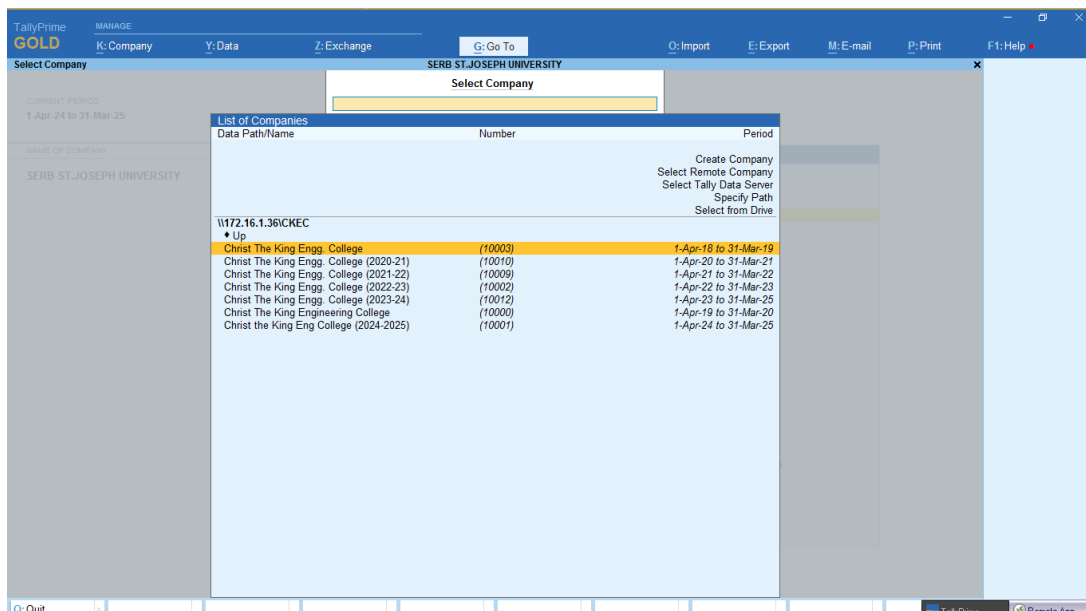 TallyPrime MANAGE
GOLD K: Company Y: Data Z: Exchange G: Go To O: Import E: Export M: E-mail P: Print F1: Help
Select Company SERB ST.JOSEPH UNIVERSITY
Select Company
CURRENT PERIOD
1-Apr-24 to 31-Mar-25
List of Companies
Data Path/Name Number Period
NAME OF COMPANY
Create Company
Select Remote Company
SERB ST.JOSEPH UNIVERSITY
Select Tally Data Server
Specify Path
Select from Drive
\\172.16.1.36\CKEC
♦ Up
Christ The King Engg. College (10003) 1-Apr-18 to 31-Mar-19
Christ The King Engg. College (2020-21) (10010) 1-Apr-20 to 31-Mar-21
Christ The King Engg. College (2021-22) (10009) 1-Apr-21 to 31-Mar-22
Christ The King Engg. College (2022-23) (10002) 1-Apr-22 to 31-Mar-23
Christ The King Engg. College (2023-24) (10012) 1-Apr-23 to 31-Mar-25
Christ The King Engineering College (10000) 1-Apr-19 to 31-Mar-20
Christ the King Eng College (2024-2025) (10001) 1-Apr-24 to 31-Mar-25
Q: Quit TallyPrime Remote App